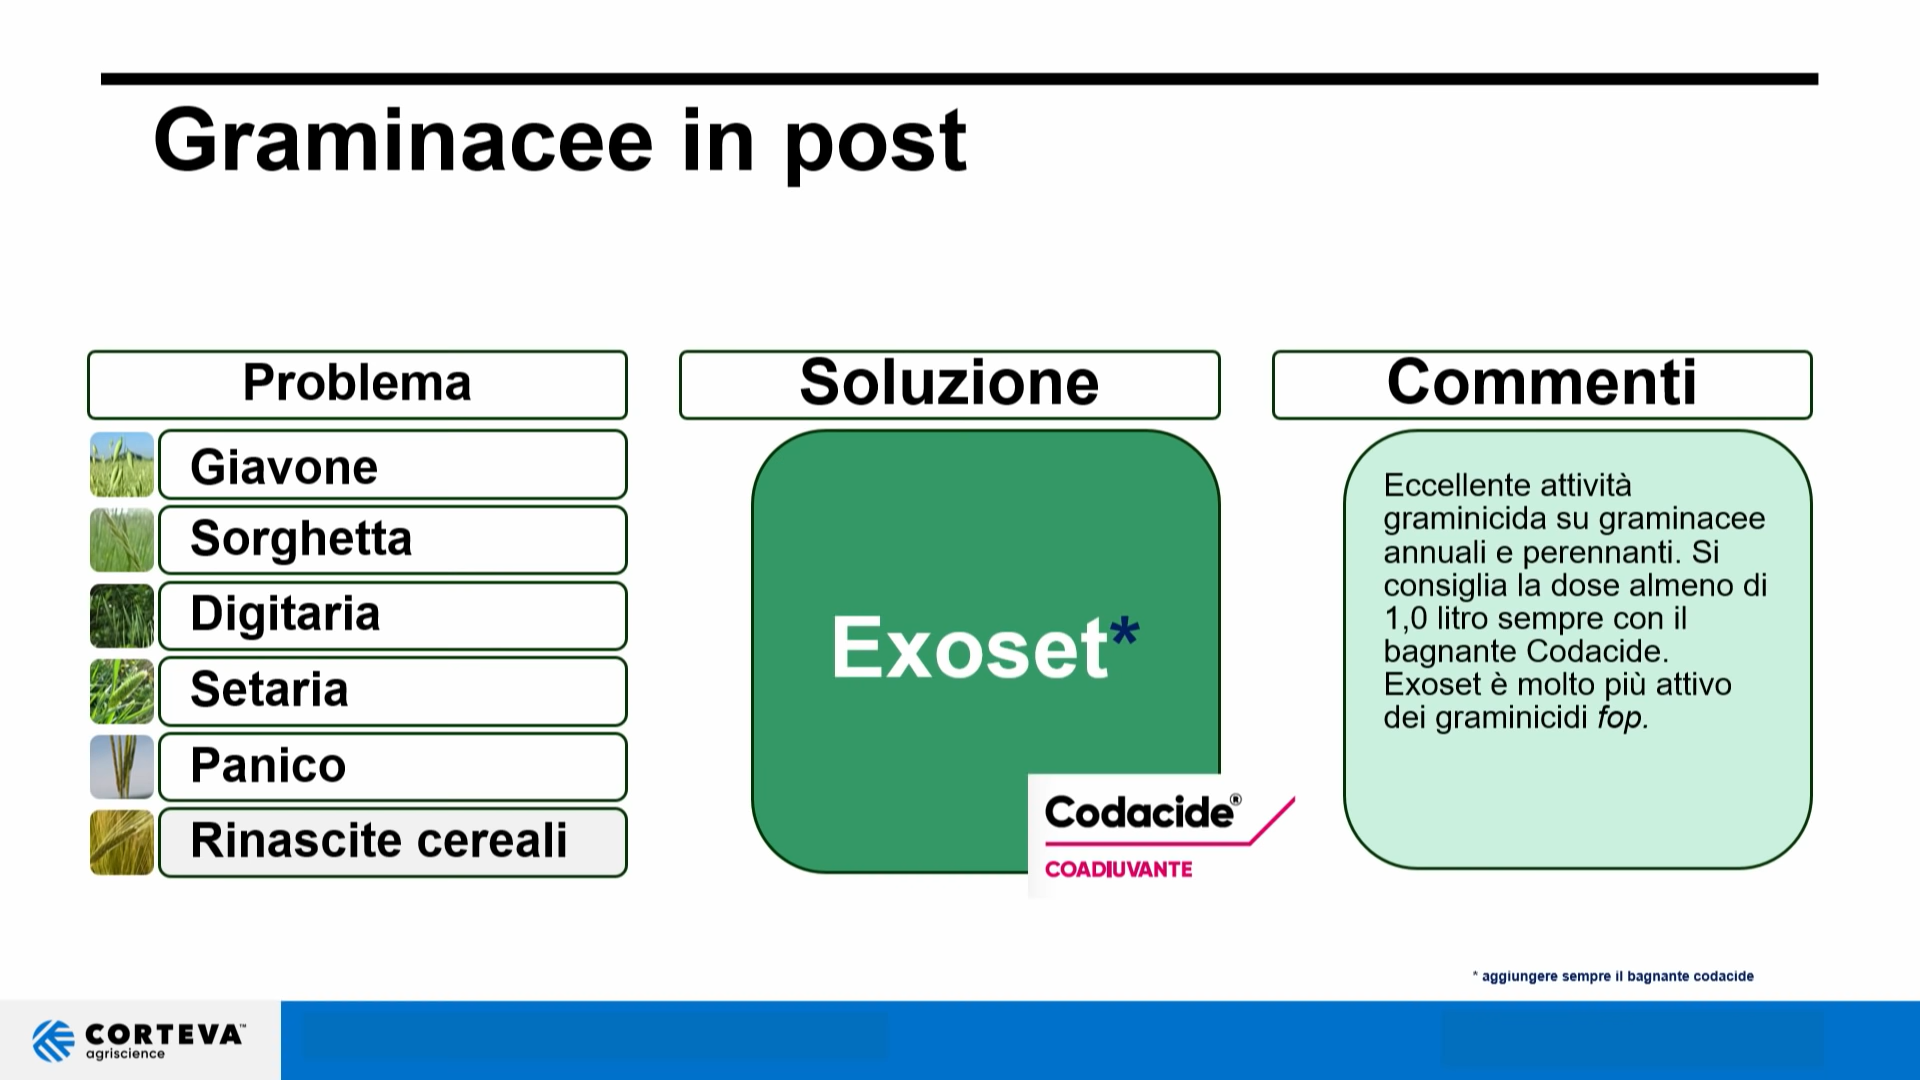 Graminacee in post
Problema
Giavone
Sorghetta
Digitaria
Setaria
Panico
Rinascite cereali
Soluzione
Exoset*
Codacide®
COADIUVANTE
Commenti
Eccellente attività
graminicida su graminacee
annuali e perennanti. Si
consiglia la dose almeno di
1,0 litro sempre con il
bagnante Codacide.
Exoset è molto più attivo
dei graminicidi fop.
* aggiungere sempre il bagnante codacide
CORTEVA™
agriscience